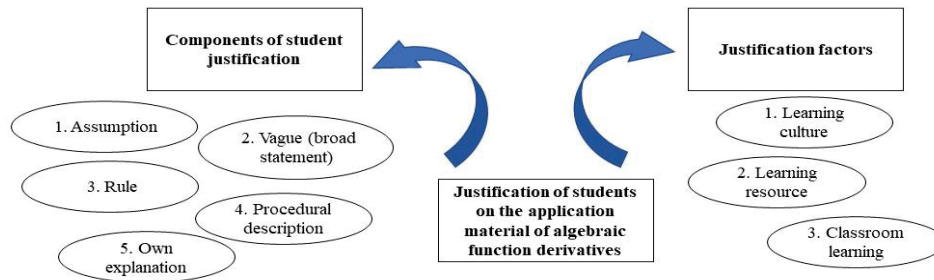 Components of student
justification
1. Assumption
2. Vague (broad
statement)
3. Rule
4. Procedural
description
5. Own
explanation
Justification of students
on the application
material of algebraic
function derivatives
Justification factors
1. Learning
culture
2. Learning
resource
3. Classroom
learning